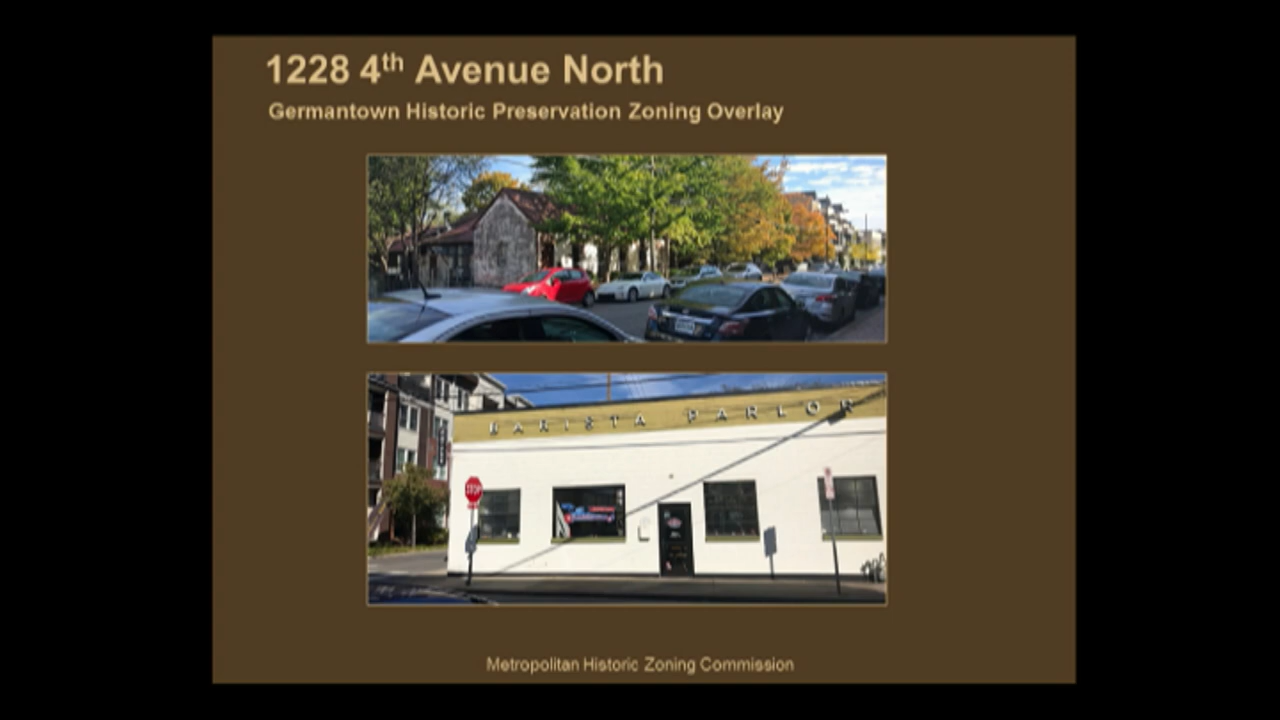 1228 4th Avenue North
Germantown Historic Preservation Zoning Overlay
BARISTA PARLOR
STOP
Metropolitan Historic Zoning Commission